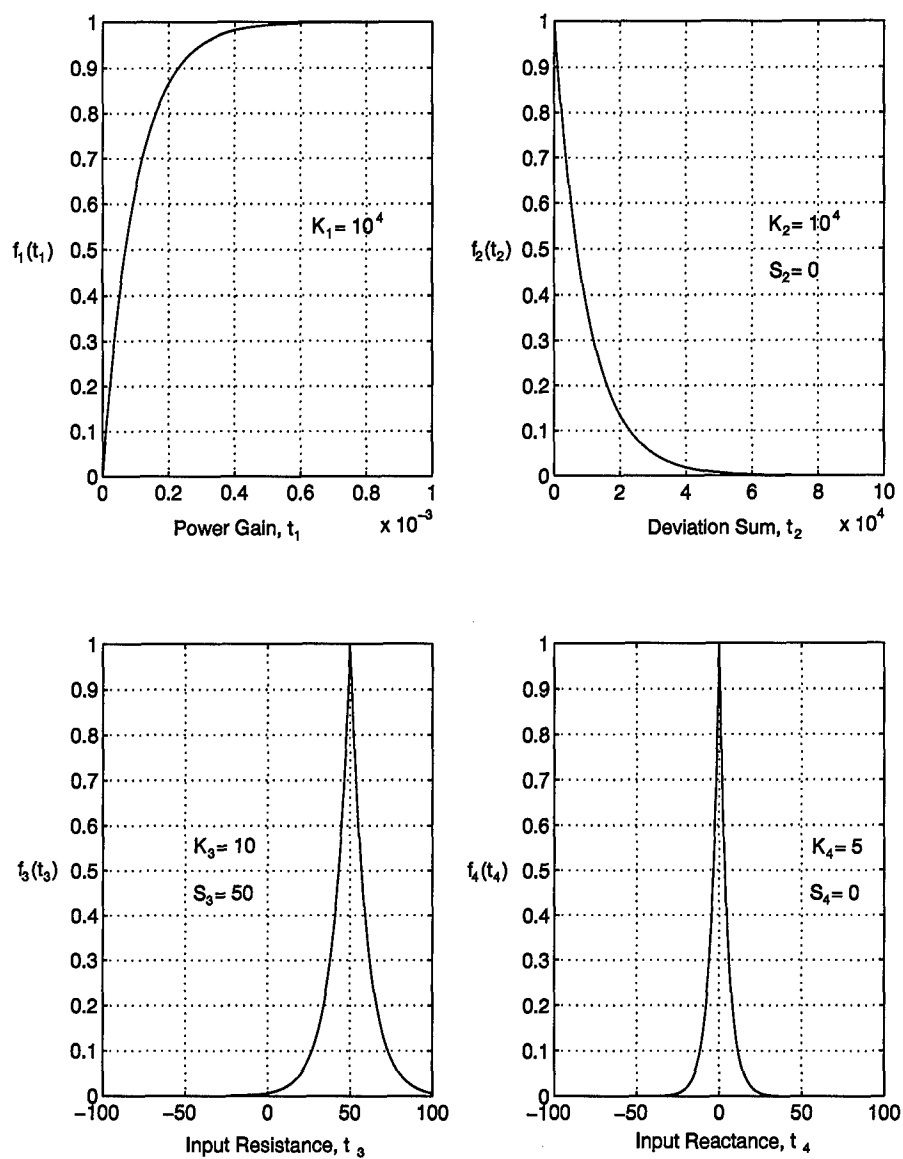 1
0.9
0.8
0.7
0.6
0.5
0.4
0.3
0.2
0.1
0
f₁(t₁)
K₁= 10⁴
0 0.2 0.4 0.6 0.8 1
Power Gain, t₁ x 10⁻³
1
0.9
0.8
0.7
0.6
0.5
0.4
0.3
0.2
0.1
0
f₂(t₂)
K₂= 10⁴
S₂= 0
0 2 4 6 8 10
Deviation Sum, t₂ x 10⁴
1
0.9
0.8
0.7
0.6
0.5
0.4
0.3
0.2
0.1
0
f₃(t₃)
K₃= 10
S₃= 50
−100 −50 0 50 100
Input Resistance, t ₃
1
0.9
0.8
0.7
0.6
0.5
0.4
0.3
0.2
0.1
0
f₄(t₄)
K₄= 5
S₄= 0
−100 −50 0 50 100
Input Reactance, t ₄